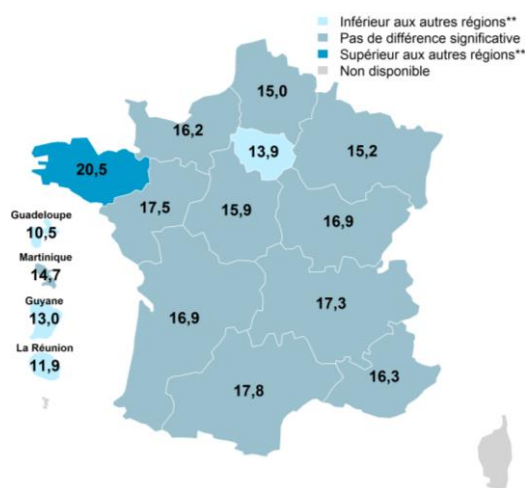 Inférieur aux autres régions**
Pas de différence significative
Supérieur aux autres régions**
Non disponible
15,0
16,2
13,9
15,2
20,5
17,5
15,9
16,9
Guadeloupe
10,5
Martinique
14,7
Guyane
13,0
La Réunion
11,9
16,9
17,3
17,8
16,3